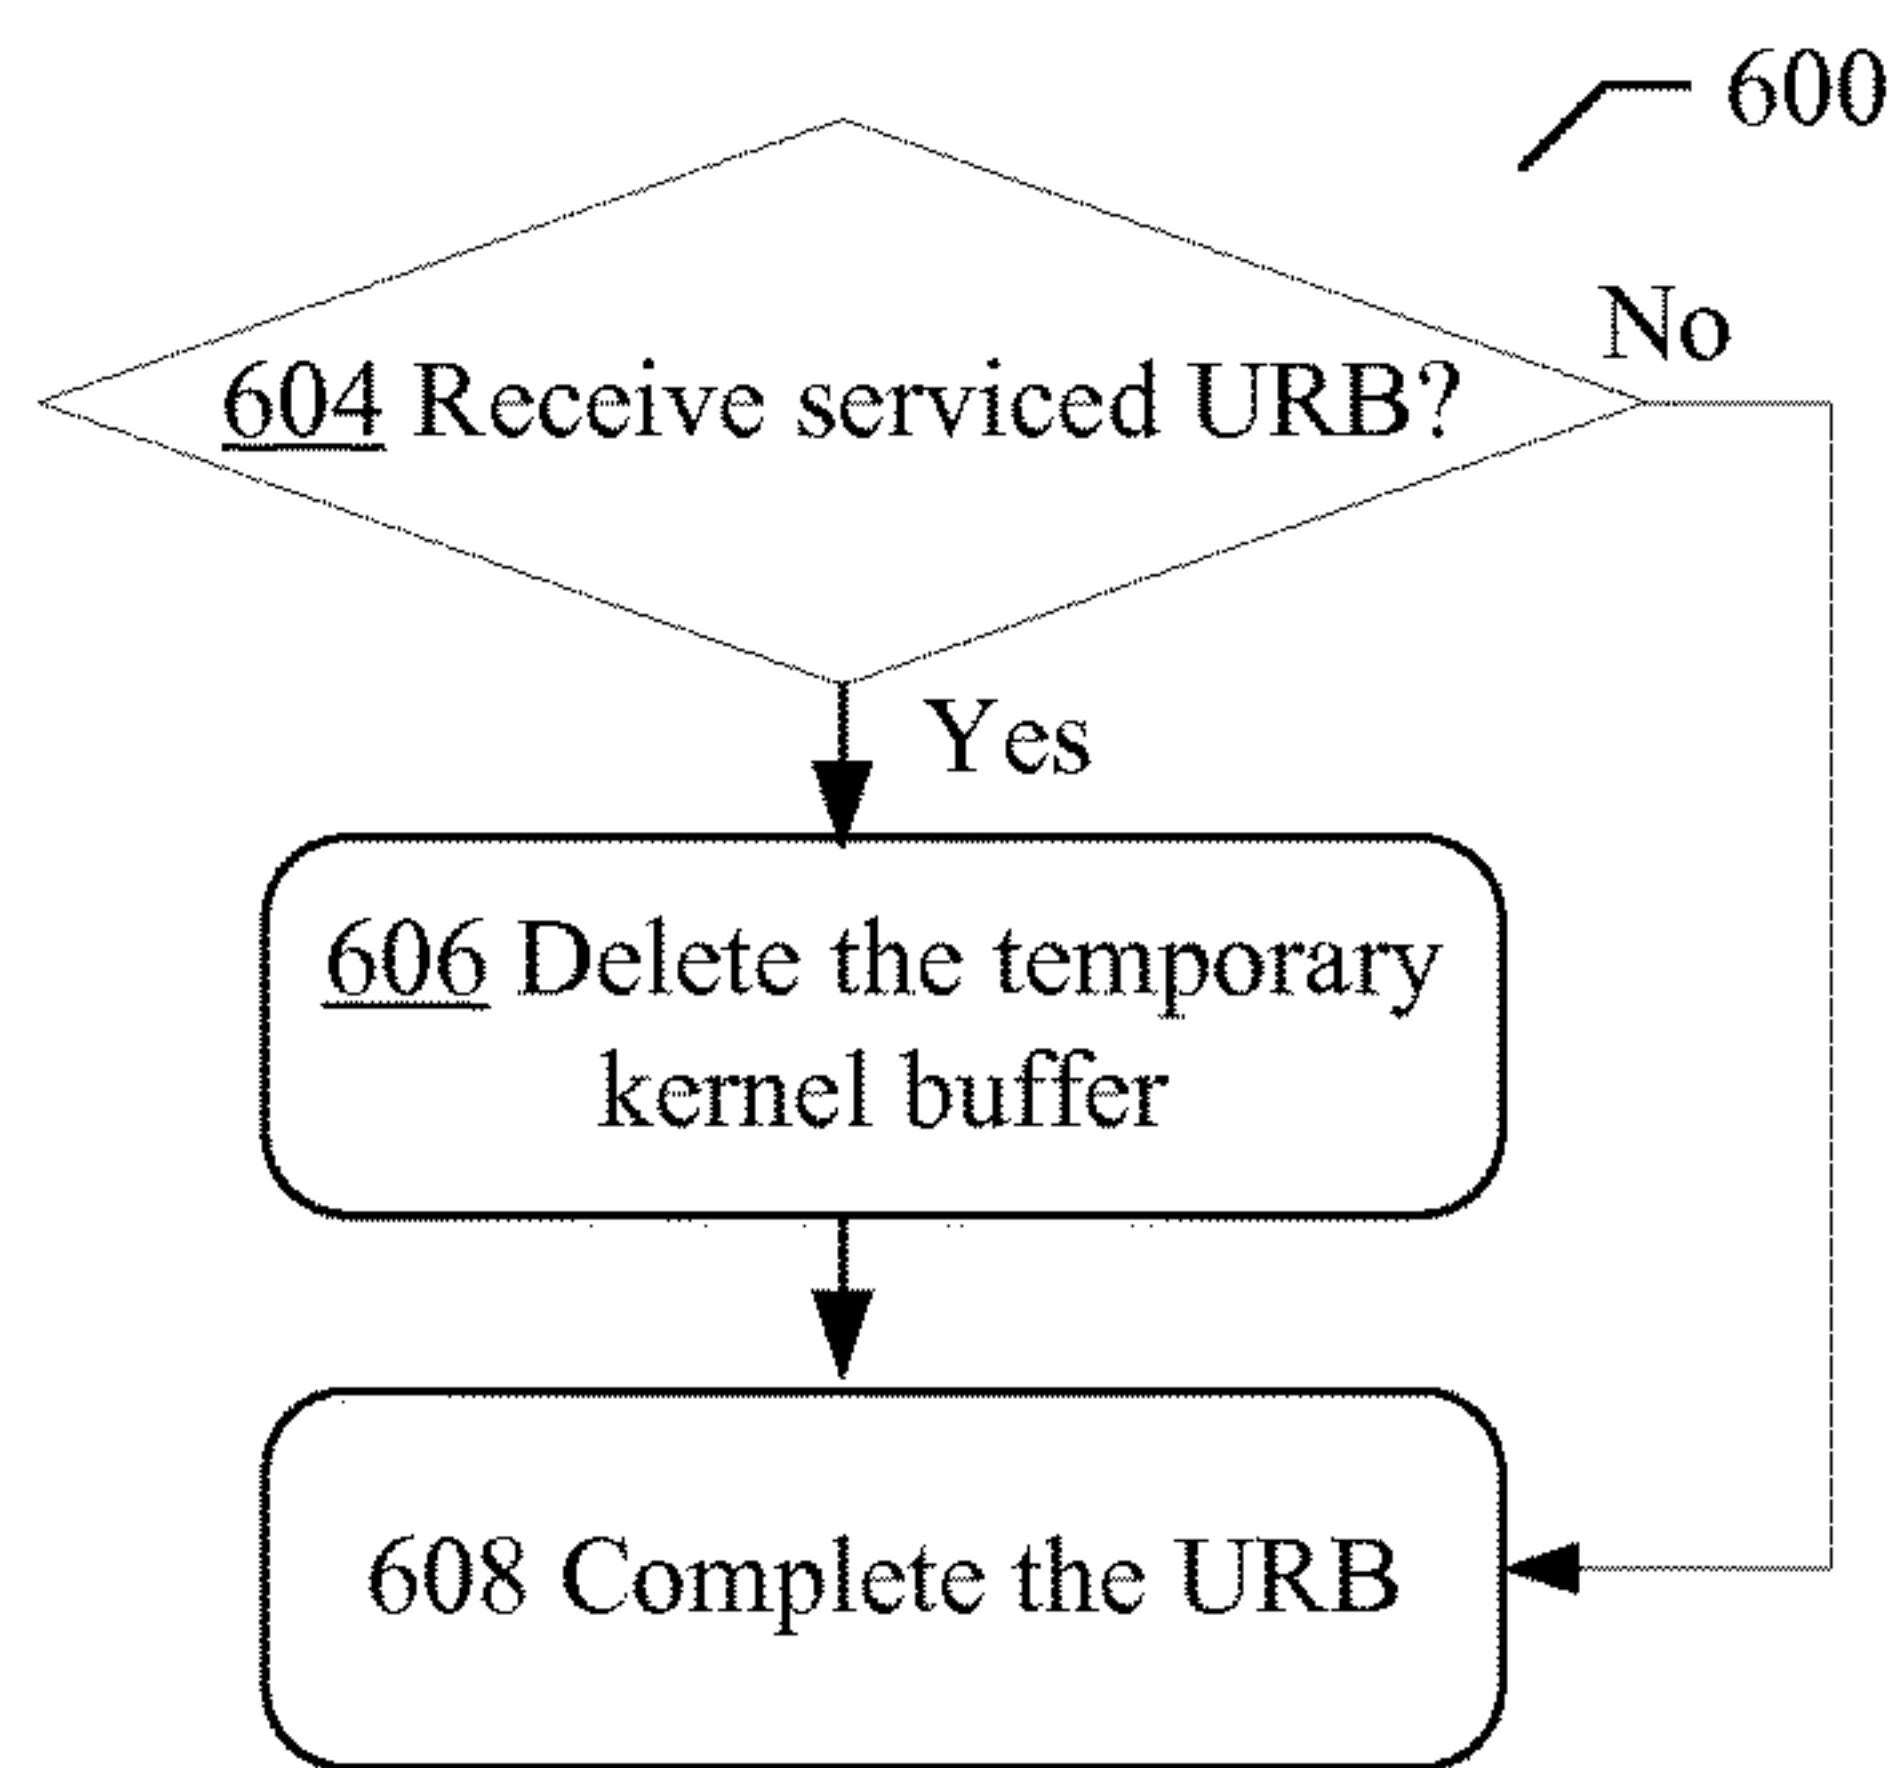 600
604 Receive serviced URB?
No
Yes
606 Delete the temporary
kernel buffer
608 Complete the URB